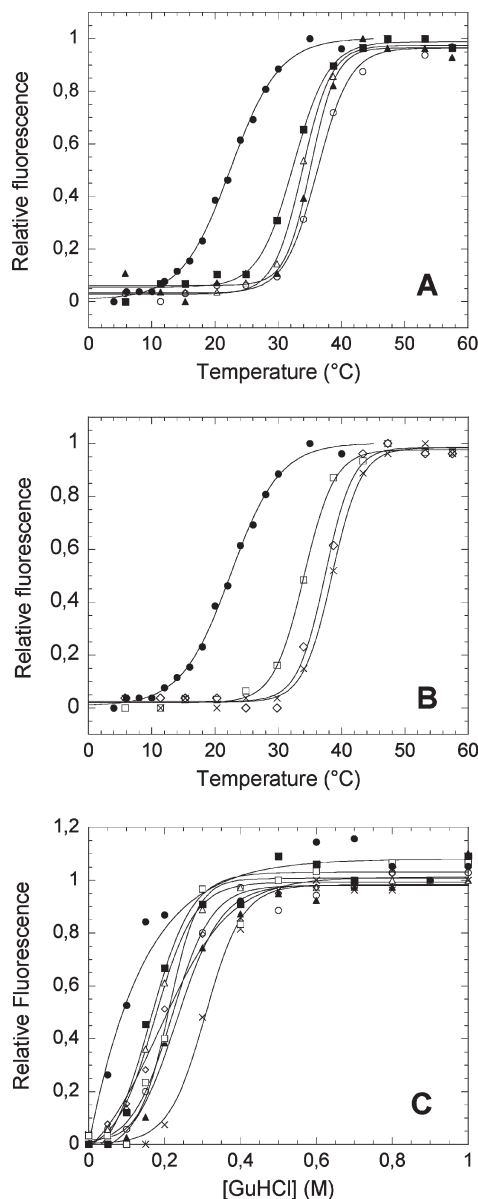 Relative fluorescence
1
0,8
0,6
0,4
0,2
0
0 10 20 30 40 50 60
Temperature (°C)
A
Relative fluorescence
1
0,8
0,6
0,4
0,2
0
0 10 20 30 40 50 60
Temperature (°C)
B
Relative Fluorescence
1,2
1
0,8
0,6
0,4
0,2
0
0 0,2 0,4 0,6 0,8 1
[GuHCl] (M)
C